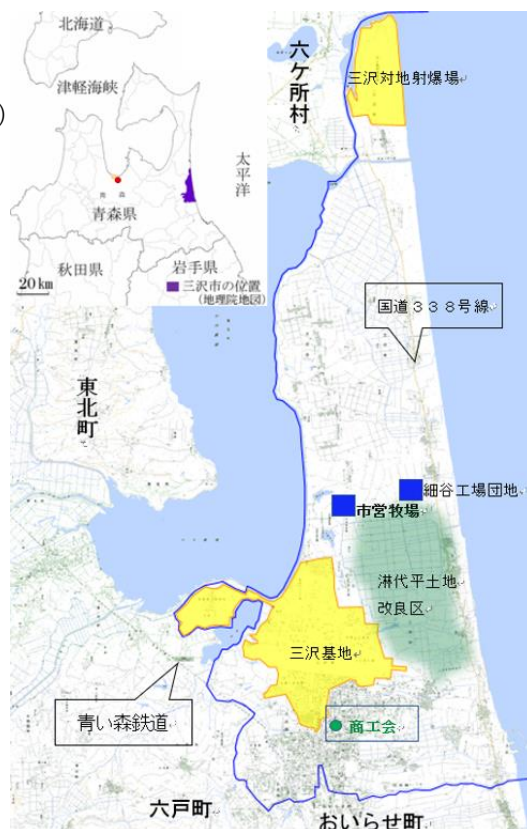 北海道
津軽海峡
)
太平洋
青森県
秋田県
岩手県
20km
三沢市の位置
(地理院地図)
六ケ所村
三沢対地射爆場
国道３３８号線
東北町
細谷工場団地
市営牧場
淋代平土地
改良区
三沢基地
青い森鉄道
商工会
六戸町
おいらせ町